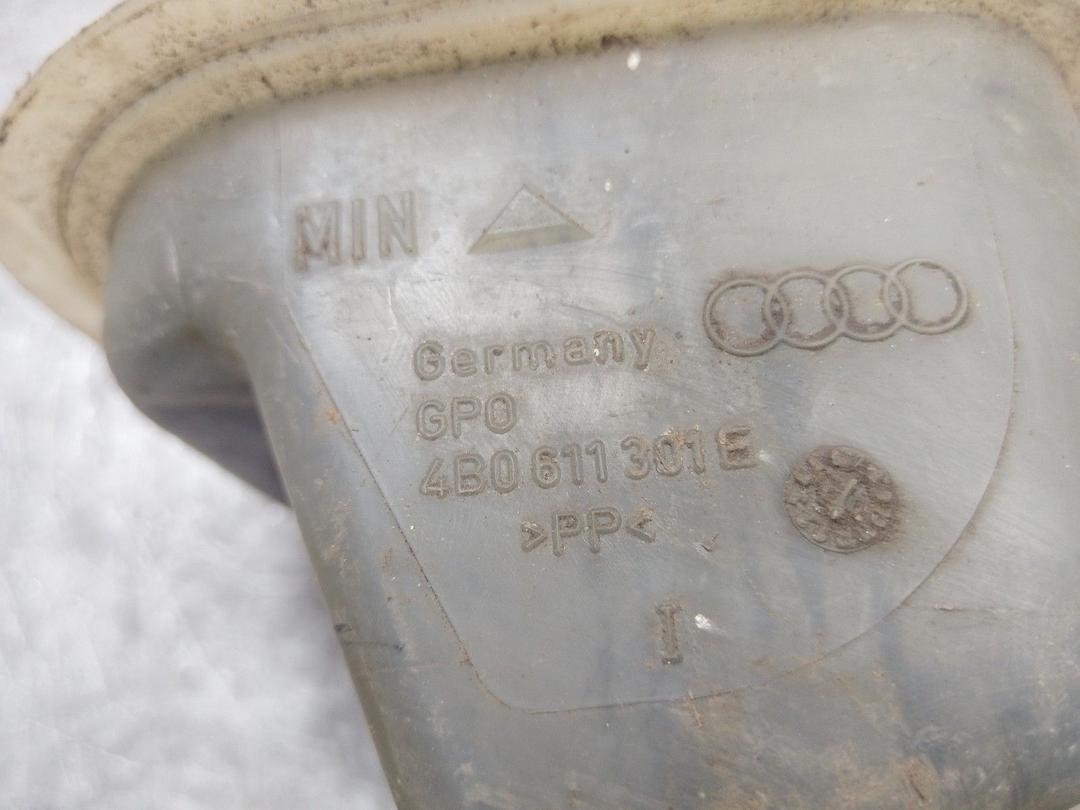 MIN
Germany
GPO
4B0 611 301 E
>PP<
I